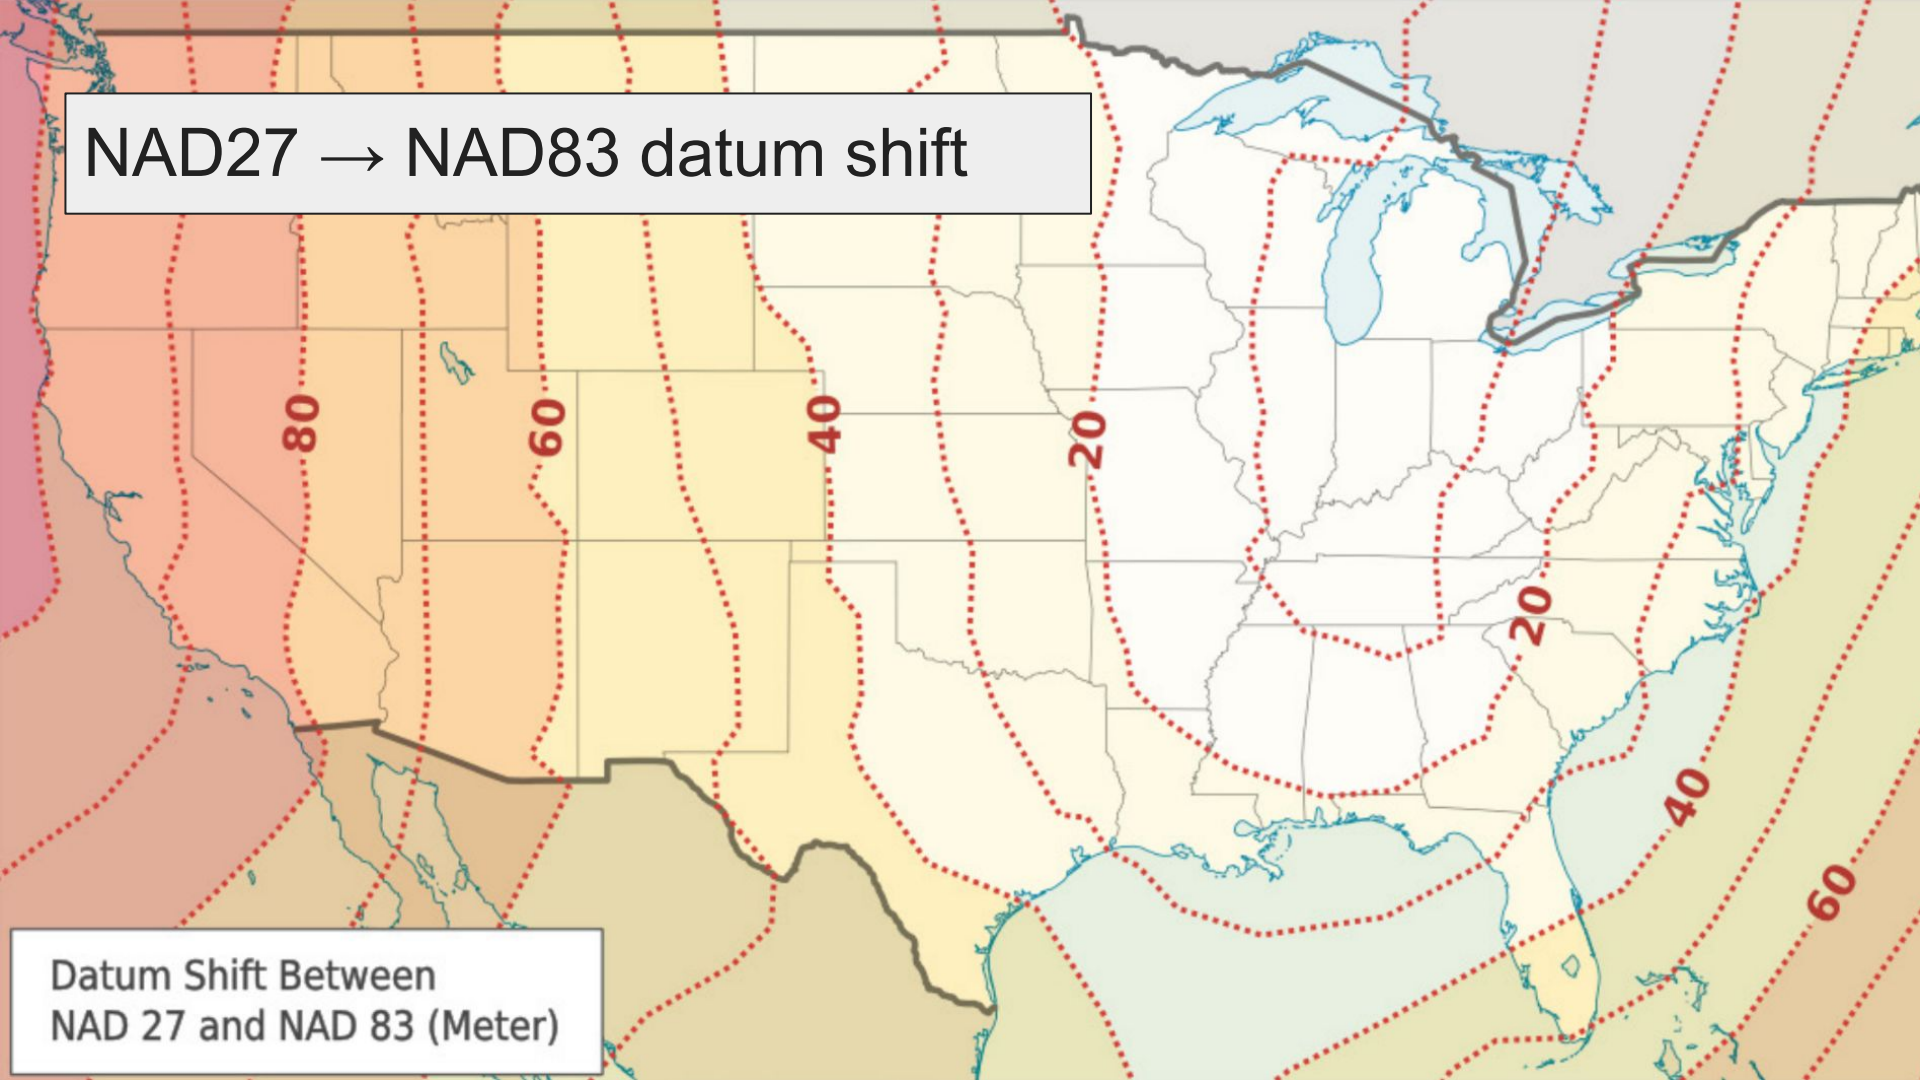 NAD27 → NAD83 datum shift
80
60
40
20
20
40
60
Datum Shift Between
NAD 27 and NAD 83 (Meter)